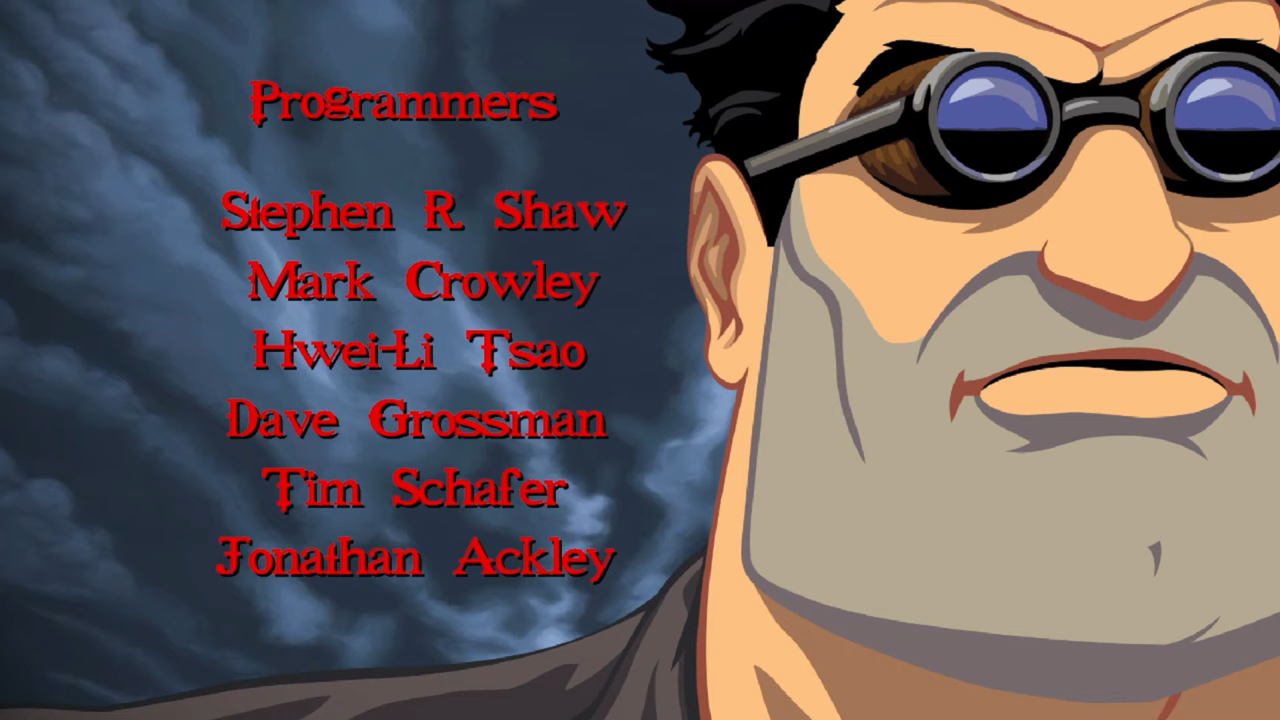 Programmers
Stephen R. Shaw
Mark Crowley
Hwei-Li Tsao
Dave Grossman
Tim Schafer
Jonathan Ackley